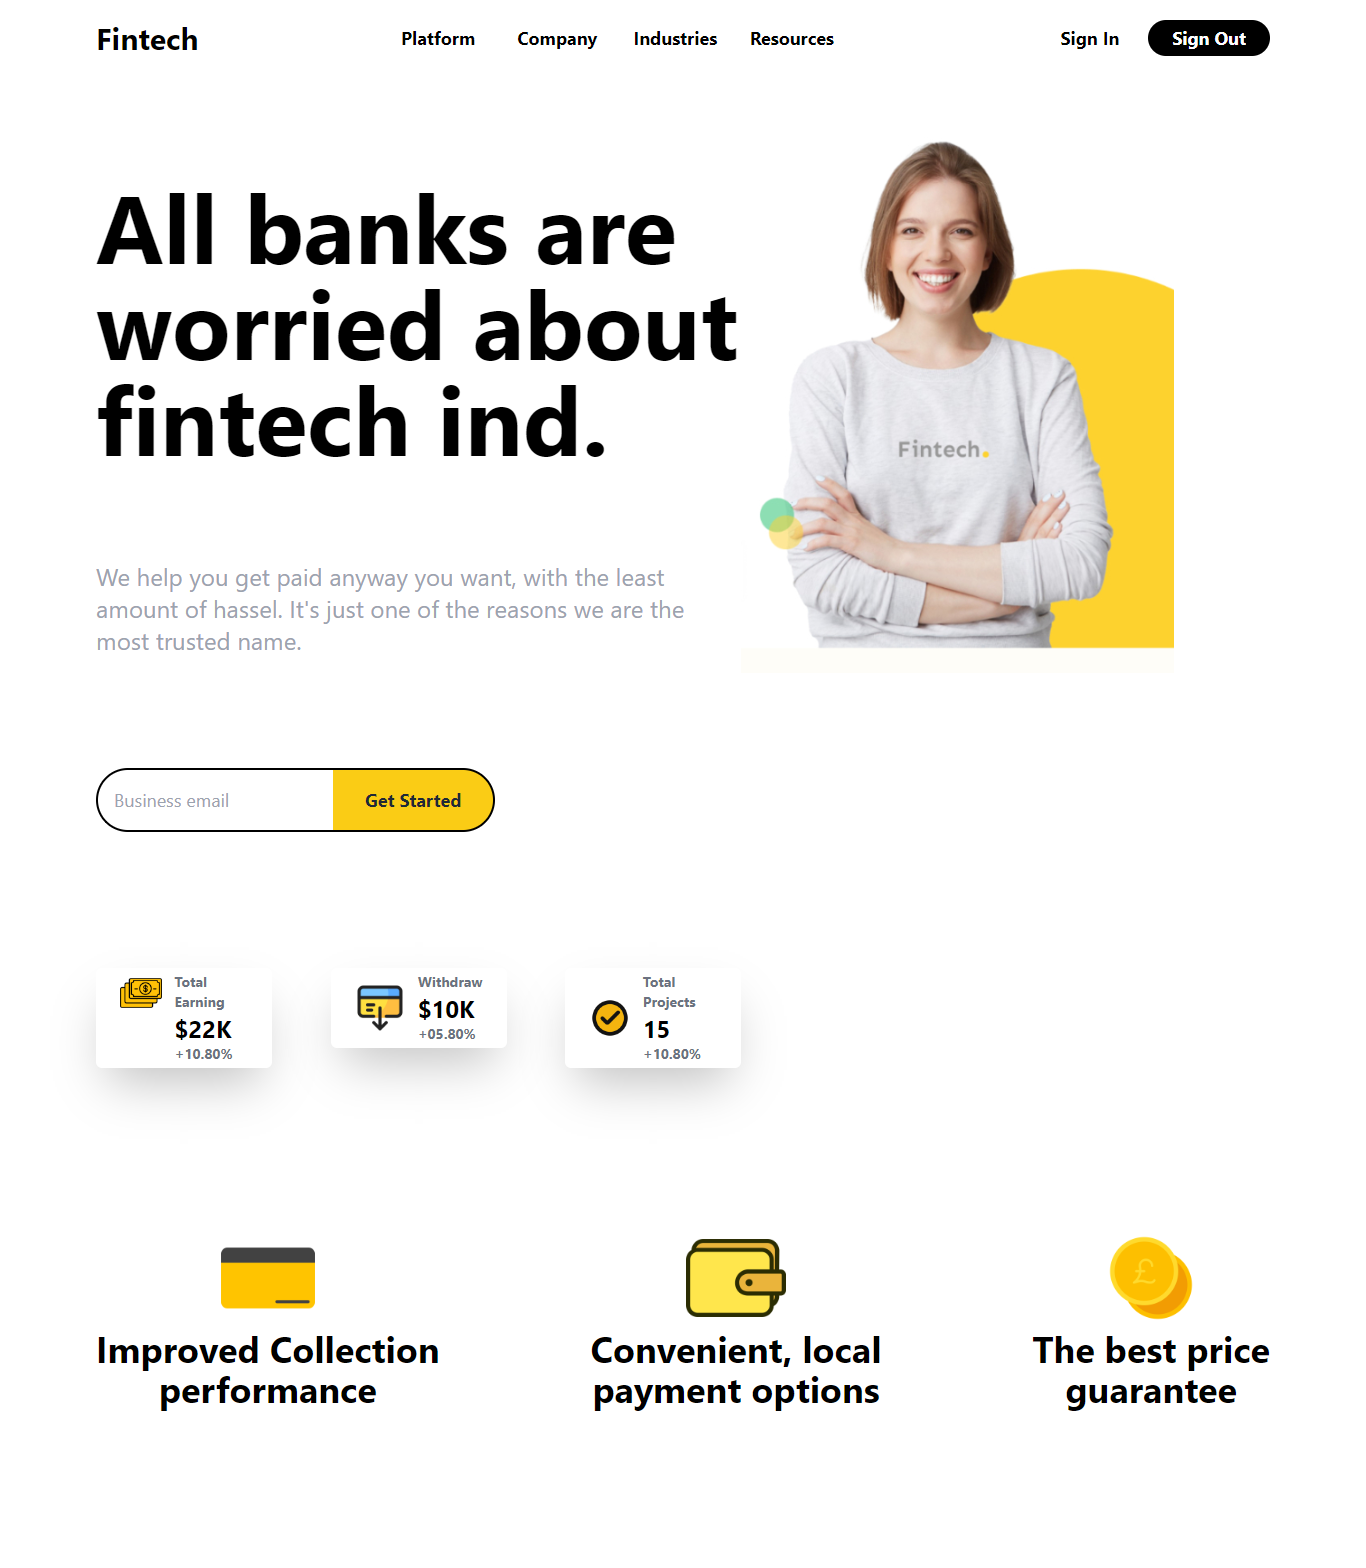 Fintech
Platform
Company
Industries
Resources
Sign In
Sign Out
All banks are
worried about
fintech ind.
Fintech.
We help you get paid anyway you want, with the least
amount of hassel. It's just one of the reasons we are the
most trusted name.
Business email
Get Started
Total
Earning
$22K
+10.80%
Withdraw
$10K
+05.80%
Total
Projects
15
+10.80%
Improved Collection
performance
Convenient, local
payment options
The best price
guarantee